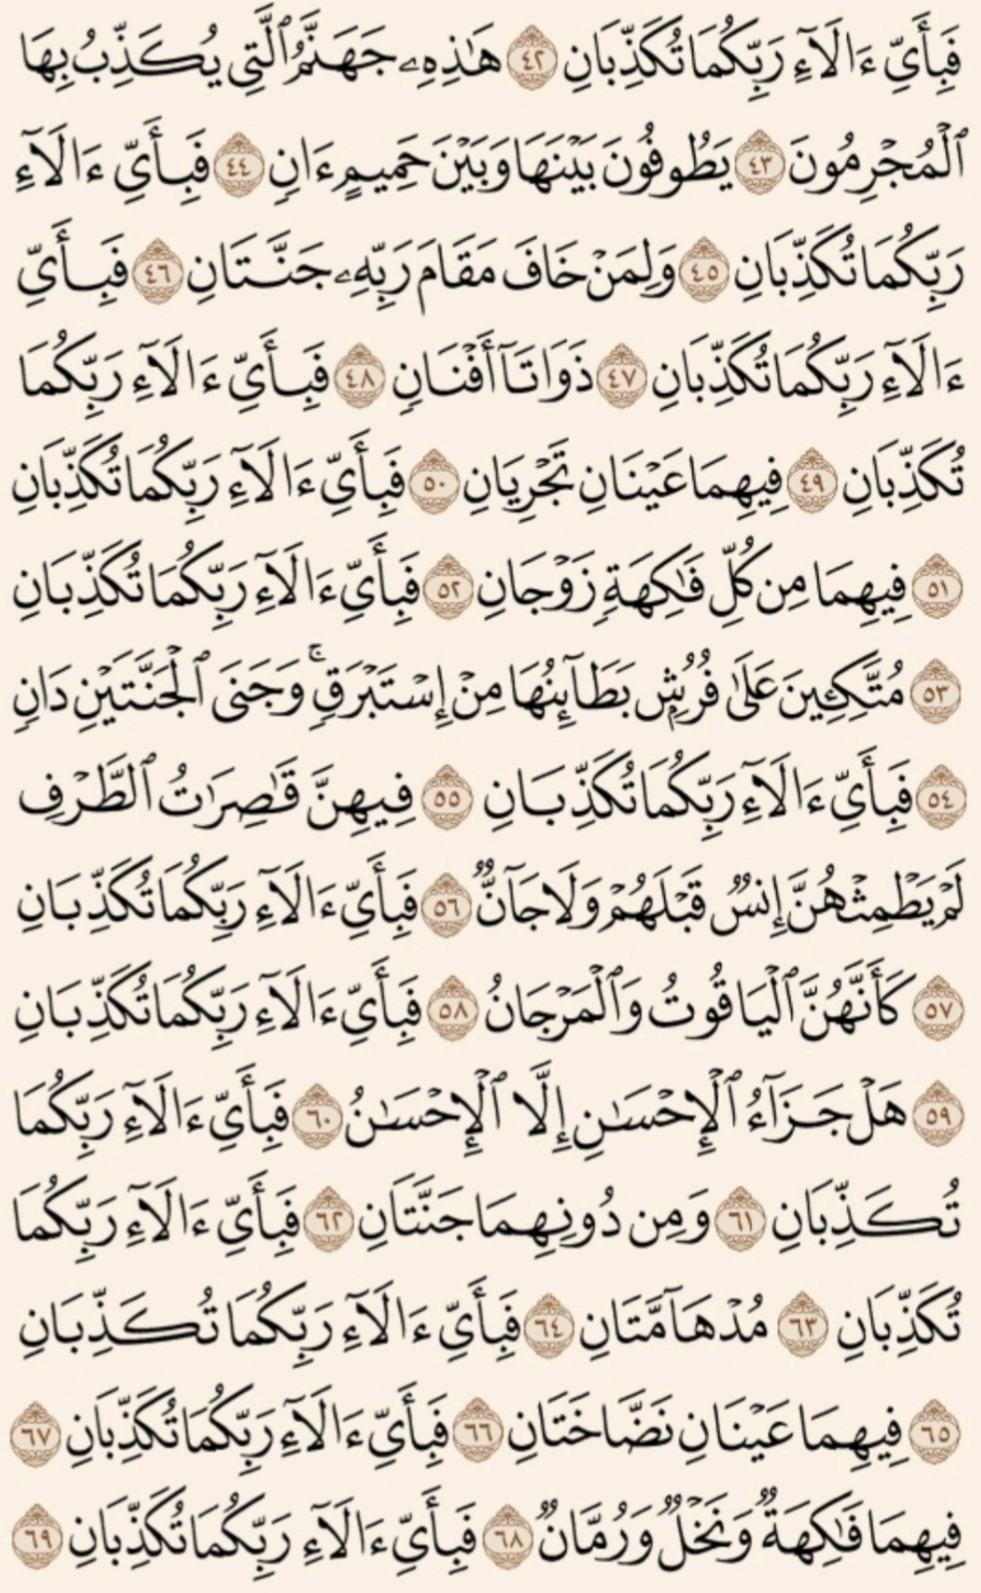 فَبِأَيِّ ءَالَآءِ رَبِّكُمَا تُكَذِّبَانِ ٤٢ هَٰذِهِۦ جَهَنَّمُ ٱلَّتِي يُكَذِّبُ بِهَا
ٱلْمُجْرِمُونَ ٤٣ يَطُوفُونَ بَيْنَهَا وَبَيْنَ حَمِيمٍ ءَانٍ ٤٤ فَبِأَيِّ ءَالَآءِ
رَبِّكُمَا تُكَذِّبَانِ ٤٥ وَلِمَنْ خَافَ مَقَامَ رَبِّهِۦ جَنَّتَانِ ٤٦ فَبِأَيِّ
ءَالَآءِ رَبِّكُمَا تُكَذِّبَانِ ٤٧ ذَوَاتَآ أَفْنَانٍ ٤٨ فَبِأَيِّ ءَالَآءِ رَبِّكُمَا
تُكَذِّبَانِ ٤٩ فِيهِمَا عَيْنَانِ تَجْرِيَانِ ٥٠ فَبِأَيِّ ءَالَآءِ رَبِّكُمَا تُكَذِّبَانِ
٥١ فِيهِمَا مِن كُلِّ فَٰكِهَةٍ زَوْجَانِ ٥٢ فَبِأَيِّ ءَالَآءِ رَبِّكُمَا تُكَذِّبَانِ
٥٣ مُتَّكِـِٔينَ عَلَىٰ فُرُشٍۭ بَطَآئِنُهَا مِنْ إِسْتَبْرَقٍۚ وَجَنَى ٱلْجَنَّتَيْنِ دَانٍ
٥٤ فَبِأَيِّ ءَالَآءِ رَبِّكُمَا تُكَذِّبَانِ ٥٥ فِيهِنَّ قَٰصِرَٰتُ ٱلطَّرْفِ
لَمْ يَطْمِثْهُنَّ إِنسٌ قَبْلَهُمْ وَلَا جَآنٌّ ٥٦ فَبِأَيِّ ءَالَآءِ رَبِّكُمَا تُكَذِّبَانِ
٥٧ كَأَنَّهُنَّ ٱلْيَاقُوتُ وَٱلْمَرْجَانُ ٥٨ فَبِأَيِّ ءَالَآءِ رَبِّكُمَا تُكَذِّبَانِ
٥٩ هَلْ جَزَآءُ ٱلْإِحْسَٰنِ إِلَّا ٱلْإِحْسَٰنُ ٦٠ فَبِأَيِّ ءَالَآءِ رَبِّكُمَا
تُكَذِّبَانِ ٦١ وَمِن دُونِهِمَا جَنَّتَانِ ٦٢ فَبِأَيِّ ءَالَآءِ رَبِّكُمَا
تُكَذِّبَانِ ٦٣ مُدْهَآمَّتَانِ ٦٤ فَبِأَيِّ ءَالَآءِ رَبِّكُمَا تُكَذِّبَانِ
٦٥ فِيهِمَا عَيْنَانِ نَضَّاخَتَانِ ٦٦ فَبِأَيِّ ءَالَآءِ رَبِّكُمَا تُكَذِّبَانِ ٦٧
فِيهِمَا فَٰكِهَةٌ وَنَخْلٌ وَرُمَّانٌ ٦٨ فَبِأَيِّ ءَالَآءِ رَبِّكُمَا تُكَذِّبَانِ ٦٩